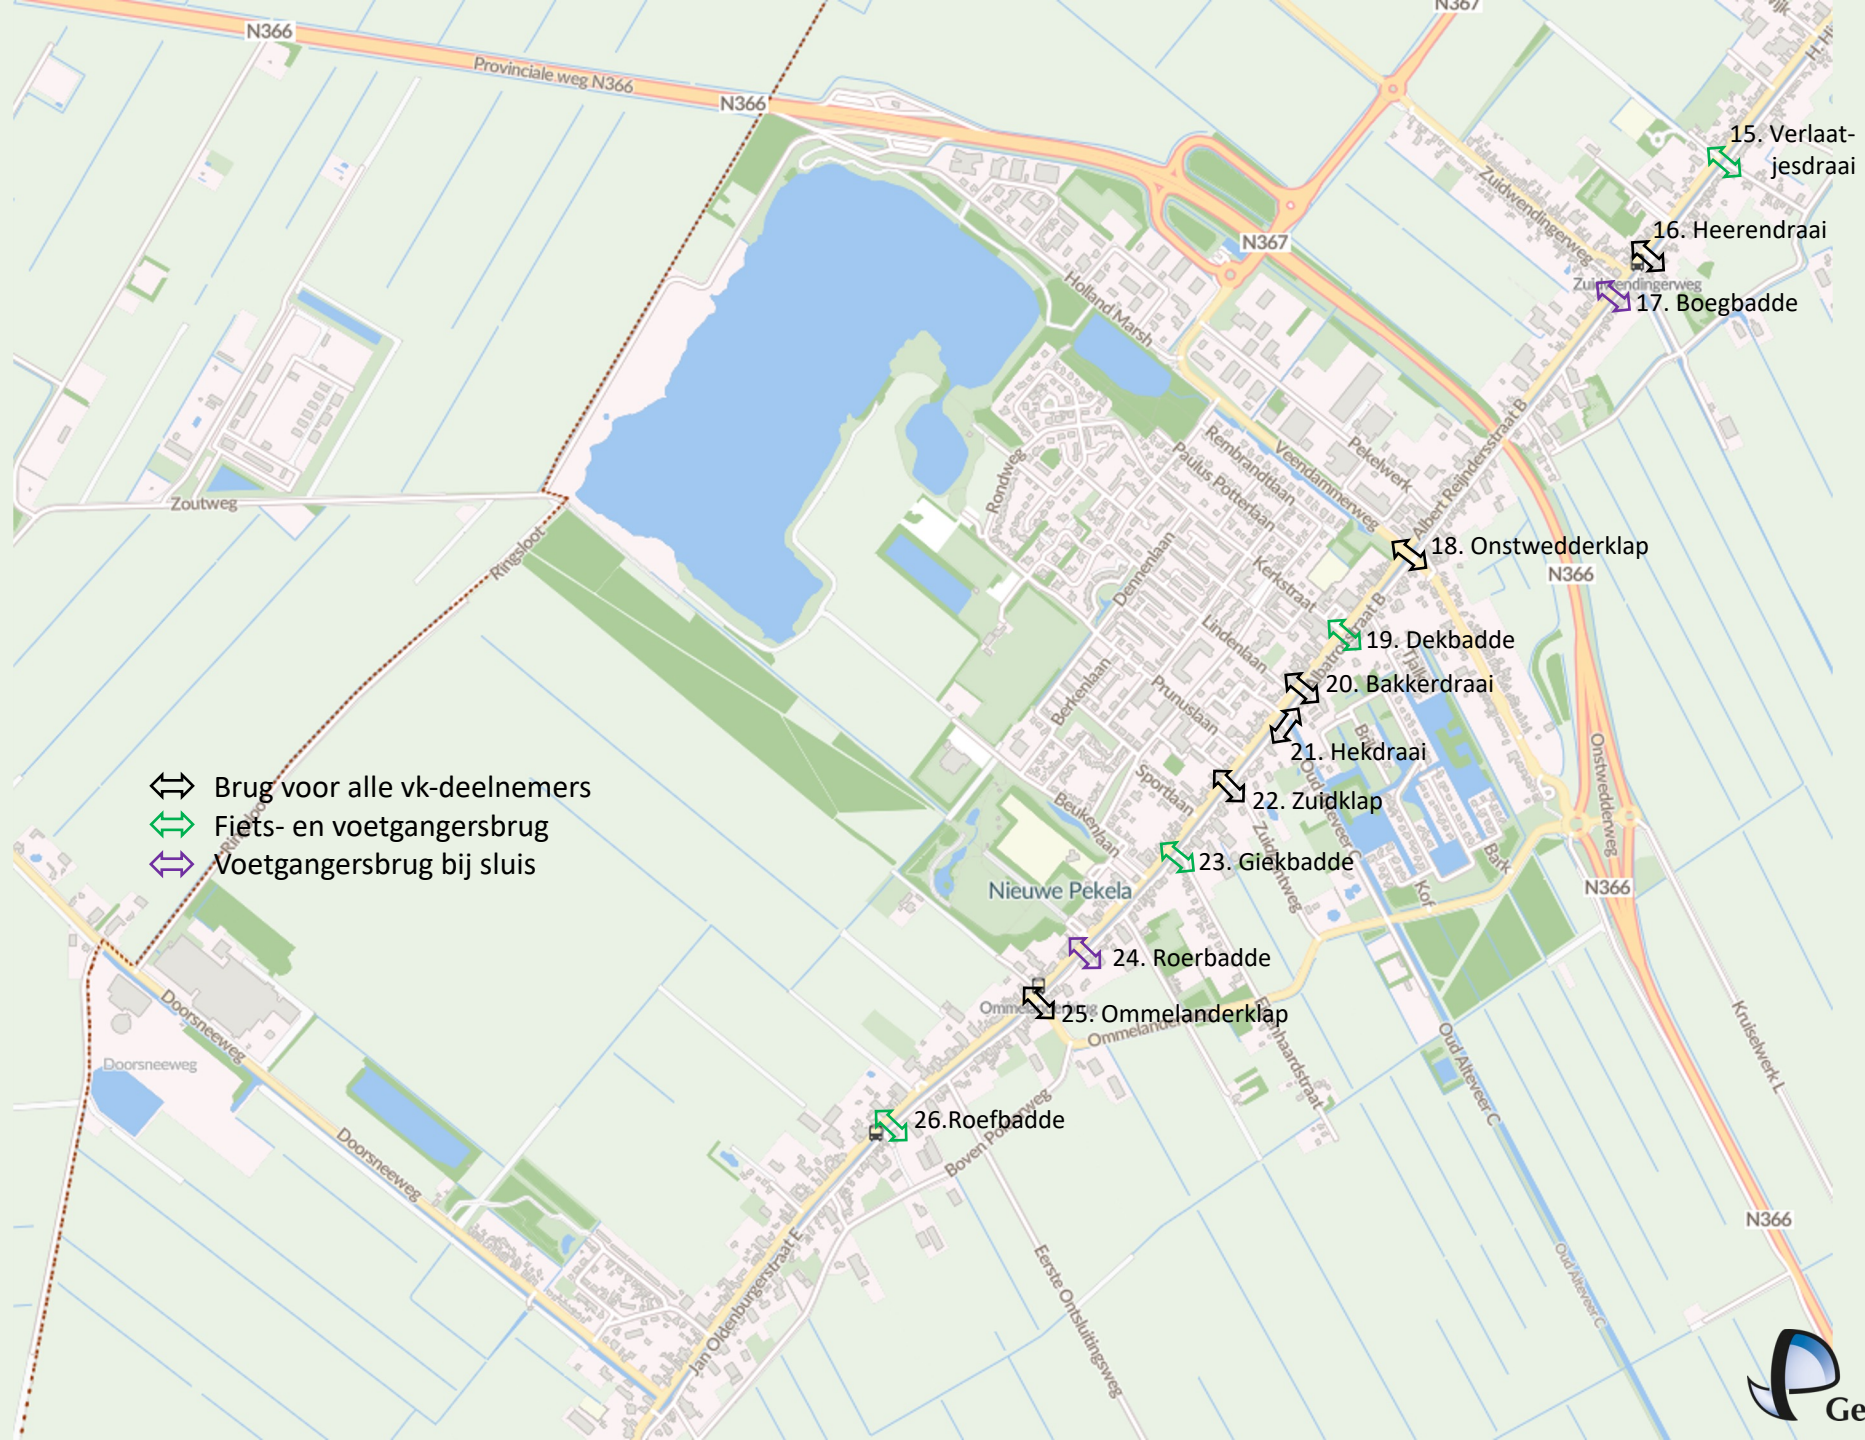 N366
Provinciale weg N366
N366
N367
15. Verlaat-
jesdraai
Zuidwendingerweg
16. Heerendraai
N367
17. Boegbadde
Holland Marsh
Albert Reijndersstraat B
Rembrandtlaan
Veendammerweg
Pekelwerk
Paulus Potterlaan
Rondweg
Zoutweg
Ringsloot
18. Onstwedderklap
N366
Dennenlaan
Kerkstraat
Lindenlaan
19. Dekbadde
Berkenlaan
Prunuslaan
20. Bakkerdraai
21. Hekdraai
Onstwedderweg
Sportlaan
Beukenlaan
22. Zuidklap
Brug voor alle vk-deelnemers
Fiets- en voetgangersbrug
Voetgangersbrug bij sluis
Bark
Kof
23. Giekbadde
Nieuwe Pekela
N366
24. Roerbadde
25. Ommelanderklap
Doorsneeweg
Doorsneeweg
Kruiselwerk L
Oud Alteveer C
26.Roefbadde
Doorsneeweg
N366
Jan Oldenburgerstraat E
Eerste Ontsluitingsweg
Oud Alteveer C
Ge